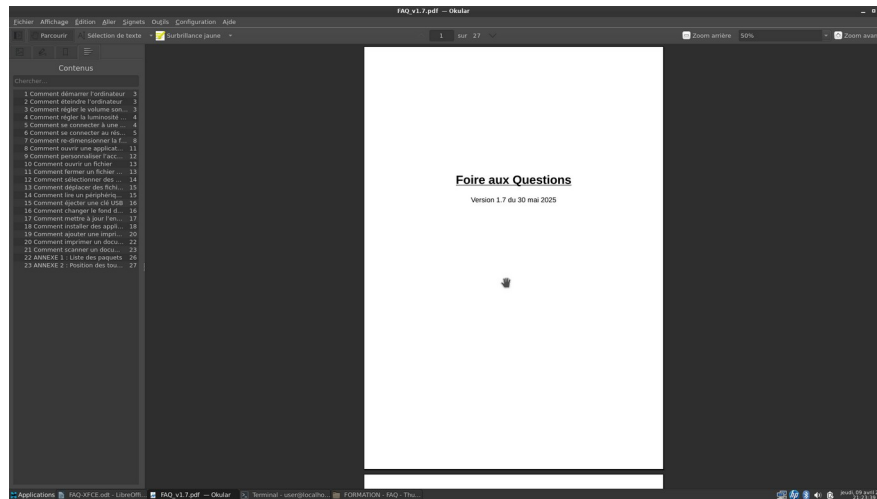 FAQ_v1.7.pdf — Okular
Fichier Affichage Édition Aller Signets Outils Configuration Aide
Parcourir Sélection de texte Surbrillance jaune 1 sur 27 Zoom arrière 50% Zoom avan
Contenus
Chercher...
1 Comment démarrer l'ordinateur 3
2 Comment éteindre l'ordinateur 3
3 Comment régler le volume son... 3
4 Comment régler la luminosité ... 4
5 Comment se connecter à une ... 4
6 Comment se connecter au rés... 5
7 Comment re-dimensionner la f... 8
8 Comment ouvrir une applicat... 11
9 Comment personnaliser l'acc... 12
10 Comment ouvrir un fichier 13
11 Comment fermer un fichier ... 13
12 Comment sélectionner des ... 14
13 Comment déplacer des fichi... 15
14 Comment lire un périphériq... 15
15 Comment éjecter une clé USB 16
16 Comment changer le fond d... 16
17 Comment mettre à jour l'en... 17
18 Comment installer des appli... 18
19 Comment ajouter une impri... 20
20 Comment imprimer un docu... 22
21 Comment scanner un docu... 23
22 ANNEXE 1 : Liste des paquets 26
23 ANNEXE 2 : Position des tou... 27
Foire aux Questions
Version 1.7 du 30 mai 2025
Applications FAQ-XFCE.odt - LibreOffi... FAQ_v1.7.pdf — Okular Terminal - user@localho... FORMATION - FAQ - Thu... hp jeudi, 09 avril